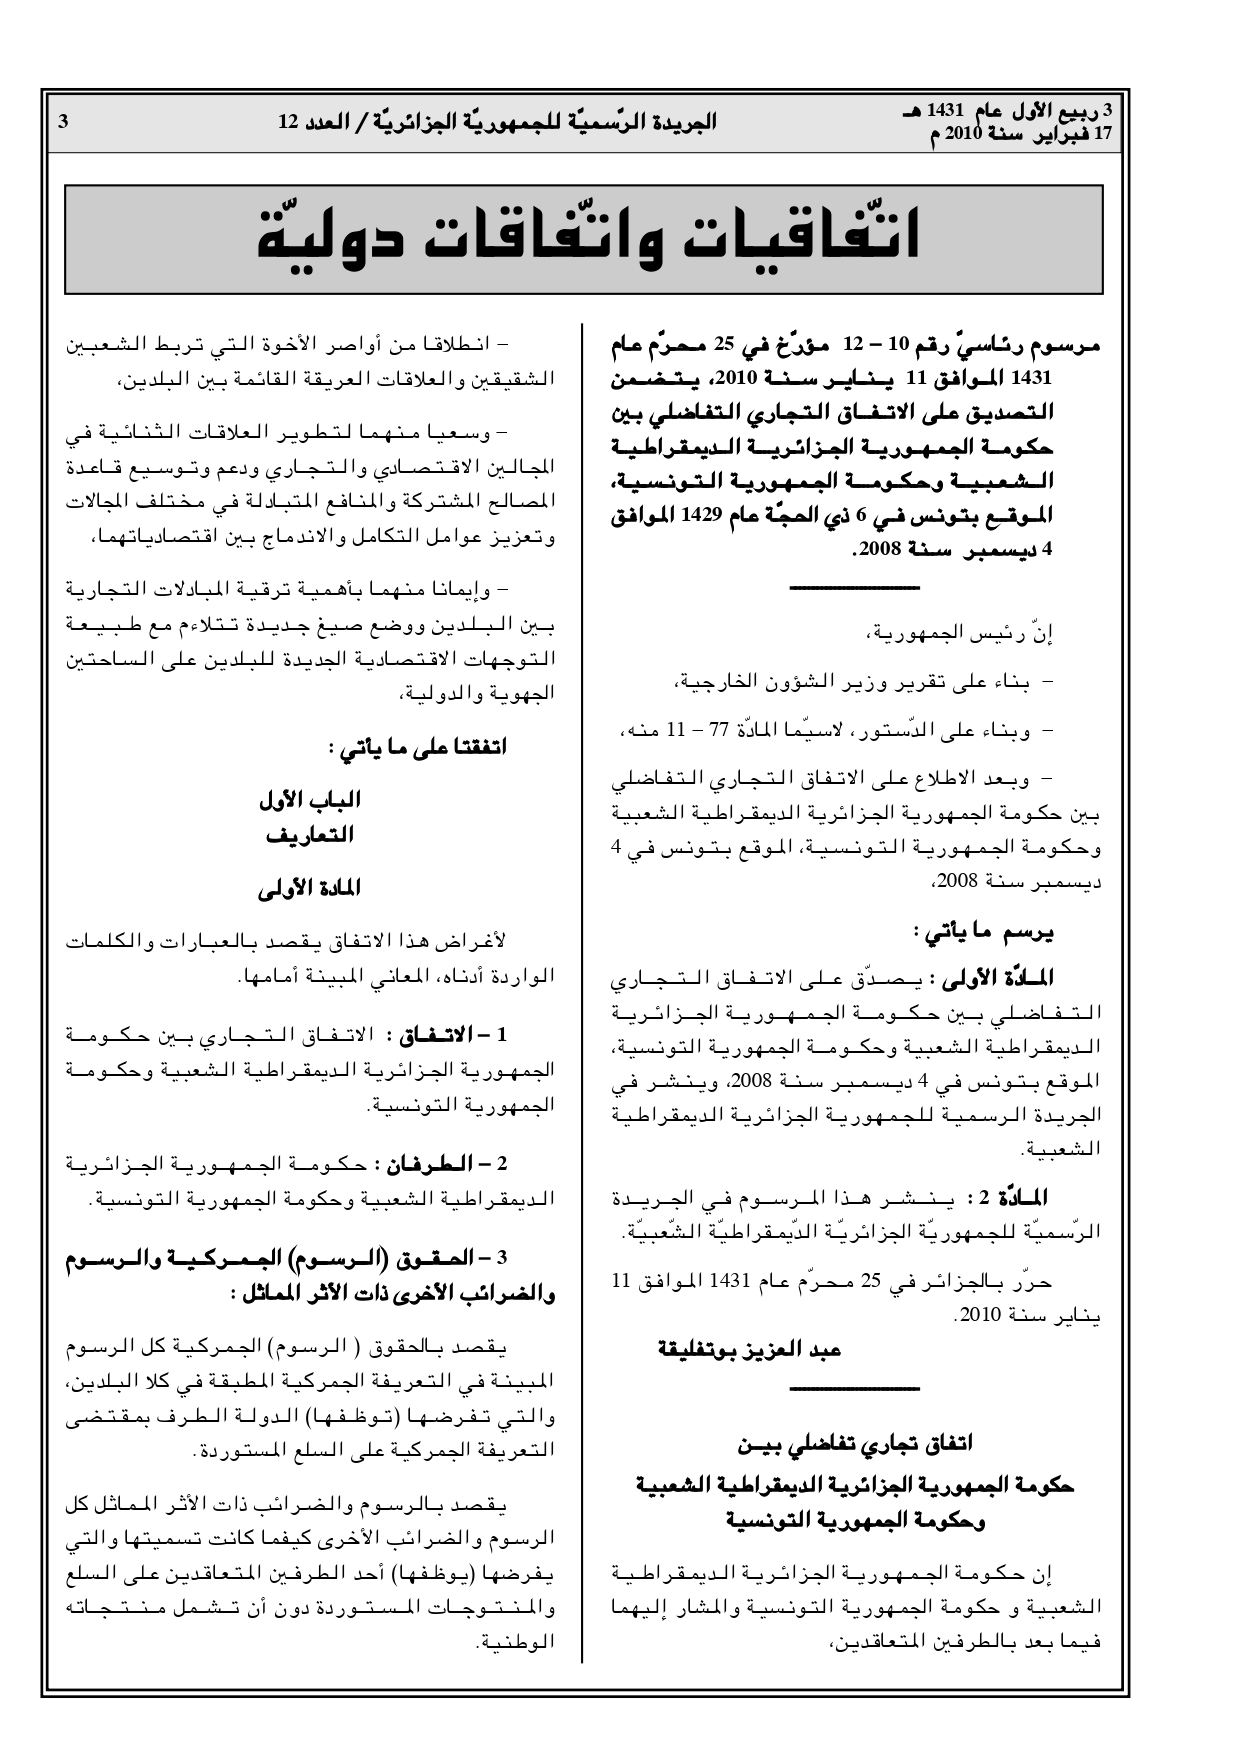 3 ربيع الأول عام 1431 هـ
17 فبراير سنة 2010 م
الجريدة الرّسميّة للجمهوريّة الجزائريّة / العدد 12
3
اتّفاقيات واتّفاقات دوليّة
مرسوم رئاسيّ رقم 10 – 12 مؤرّخ في 25 محرّم عام
1431 الموافق 11 يناير سنة 2010، يتضمن
التصديق على الاتفاق التجاري التفاضلي بين
حكومة الجمهورية الجزائرية الديمقراطية
الشعبية وحكومة الجمهورية التونسية،
الموقع بتونس في 6 ذي الحجّة عام 1429 الموافق
4 ديسمبر سنة 2008.
إنّ رئيس الجمهورية،
– بناء على تقرير وزير الشؤون الخارجية،
– وبناء على الدّستور، لاسيّما المادّة 77 – 11 منه،
– وبعد الاطلاع على الاتفاق التجاري التفاضلي
بين حكومة الجمهورية الجزائرية الديمقراطية الشعبية
وحكومة الجمهورية التونسية، الموقع بتونس في 4
ديسمبر سنة 2008،
يرسم ما يأتي :
المادّة الأولى : يصدّق على الاتفاق التجاري
التفاضلي بين حكومة الجمهورية الجزائرية
الديمقراطية الشعبية وحكومة الجمهورية التونسية،
الموقع بتونس في 4 ديسمبر سنة 2008، وينشر في
الجريدة الرسمية للجمهورية الجزائرية الديمقراطية
الشعبية.
المادّة 2 : ينشر هذا المرسوم في الجريدة
الرّسميّة للجمهوريّة الجزائريّة الدّيمقراطيّة الشّعبيّة.
حرّر بالجزائر في 25 محرّم عام 1431 الموافق 11
يناير سنة 2010.
عبد العزيز بوتفليقة
اتفاق تجاري تفاضلي بين
حكومة الجمهورية الجزائرية الديمقراطية الشعبية
وحكومة الجمهورية التونسية
إن حكومة الجمهورية الجزائرية الديمقراطية
الشعبية و حكومة الجمهورية التونسية والمشار إليهما
فيما بعد بالطرفين المتعاقدين،
– انطلاقا من أواصر الأخوة التي تربط الشعبين
الشقيقين والعلاقات العريقة القائمة بين البلدين،
– وسعيا منهما لتطوير العلاقات الثنائية في
المجالين الاقتصادي والتجاري ودعم وتوسيع قاعدة
المصالح المشتركة والمنافع المتبادلة في مختلف المجالات
وتعزيز عوامل التكامل والاندماج بين اقتصادياتهما،
– وإيمانا منهما بأهمية ترقية المبادلات التجارية
بين البلدين ووضع صيغ جديدة تتلاءم مع طبيعة
التوجهات الاقتصادية الجديدة للبلدين على الساحتين
الجهوية والدولية،
اتفقتا على ما يأتي :
الباب الأول
التعاريف
المادة الأولى
لأغراض هذا الاتفاق يقصد بالعبارات والكلمات
الواردة أدناه، المعاني المبينة أمامها.
1 – الاتفاق : الاتفاق التجاري بين حكومة
الجمهورية الجزائرية الديمقراطية الشعبية وحكومة
الجمهورية التونسية.
2 – الطرفان : حكومة الجمهورية الجزائرية
الديمقراطية الشعبية وحكومة الجمهورية التونسية.
3 – الحقوق (الرسوم) الجمركية والرسوم
والضرائب الأخرى ذات الأثر المماثل :
يقصد بالحقوق ( الرسوم) الجمركية كل الرسوم
المبينة في التعريفة الجمركية المطبقة في كلا البلدين،
والتي تفرضها (توظفها) الدولة الطرف بمقتضى
التعريفة الجمركية على السلع المستوردة.
يقصد بالرسوم والضرائب ذات الأثر المماثل كل
الرسوم والضرائب الأخرى كيفما كانت تسميتها والتي
يفرضها (يوظفها) أحد الطرفين المتعاقدين على السلع
والمنتوجات المستوردة دون أن تشمل منتجاته
الوطنية.